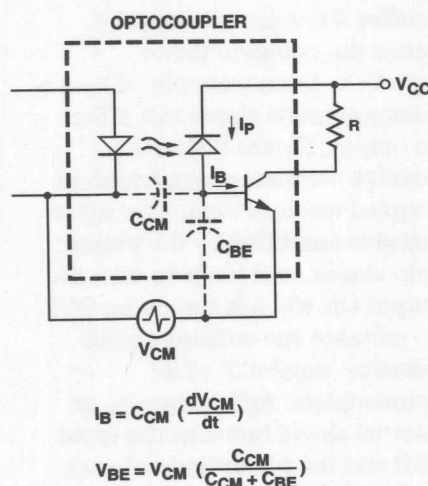 OPTOCOUPLER
VCC
IP
R
IB
CCM
CBE
VCM
IB = CCM (dVCM/dt)
VBE = VCM (CCM/CCM + CBE)